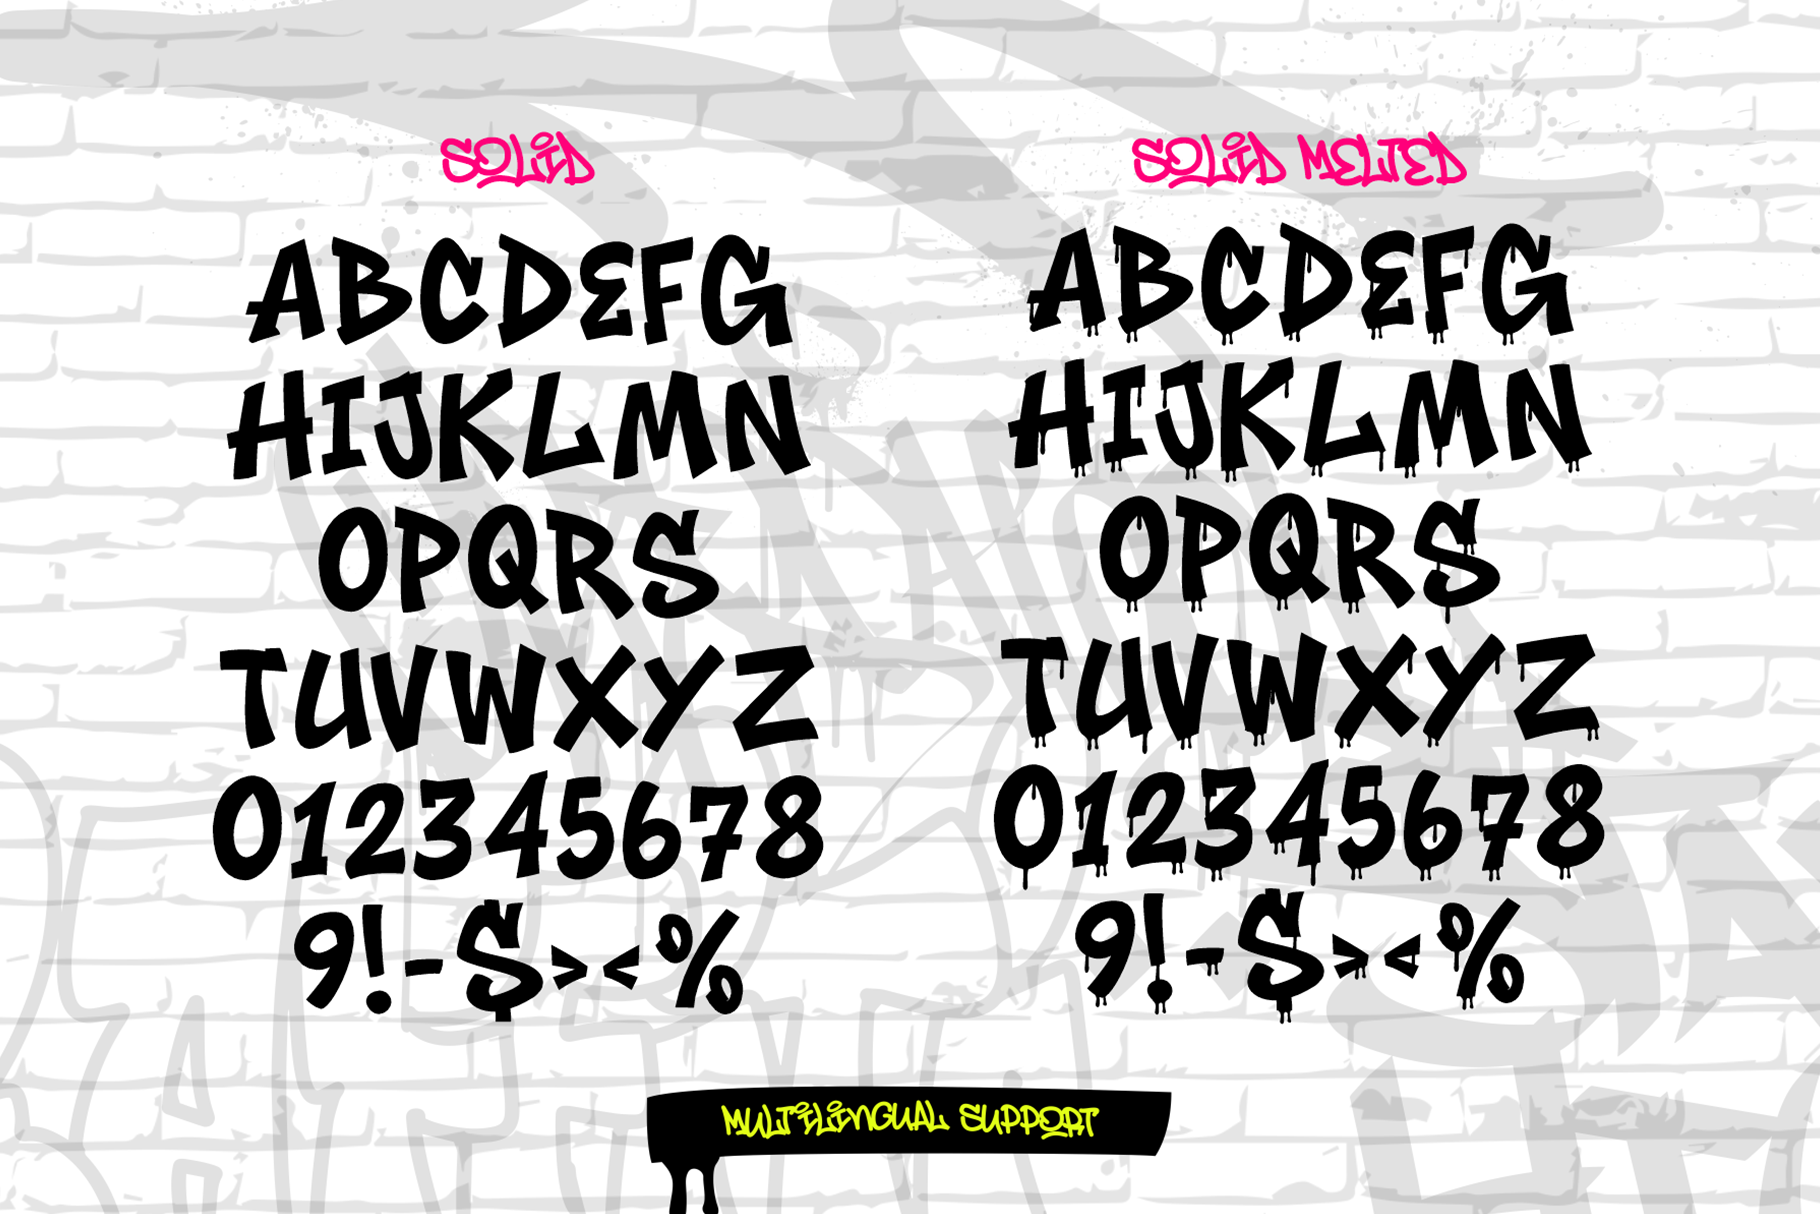 SOLID
ABCDEFG
HIJKLMN
OPQRS
TUVWXYZ
012345678
9!-$><%
SOLID MELTED
ABCDEFG
HIJKLMN
OPQRS
TUVWXYZ
012345678
9!-$><%
MULTILINGUAL SUPPORT